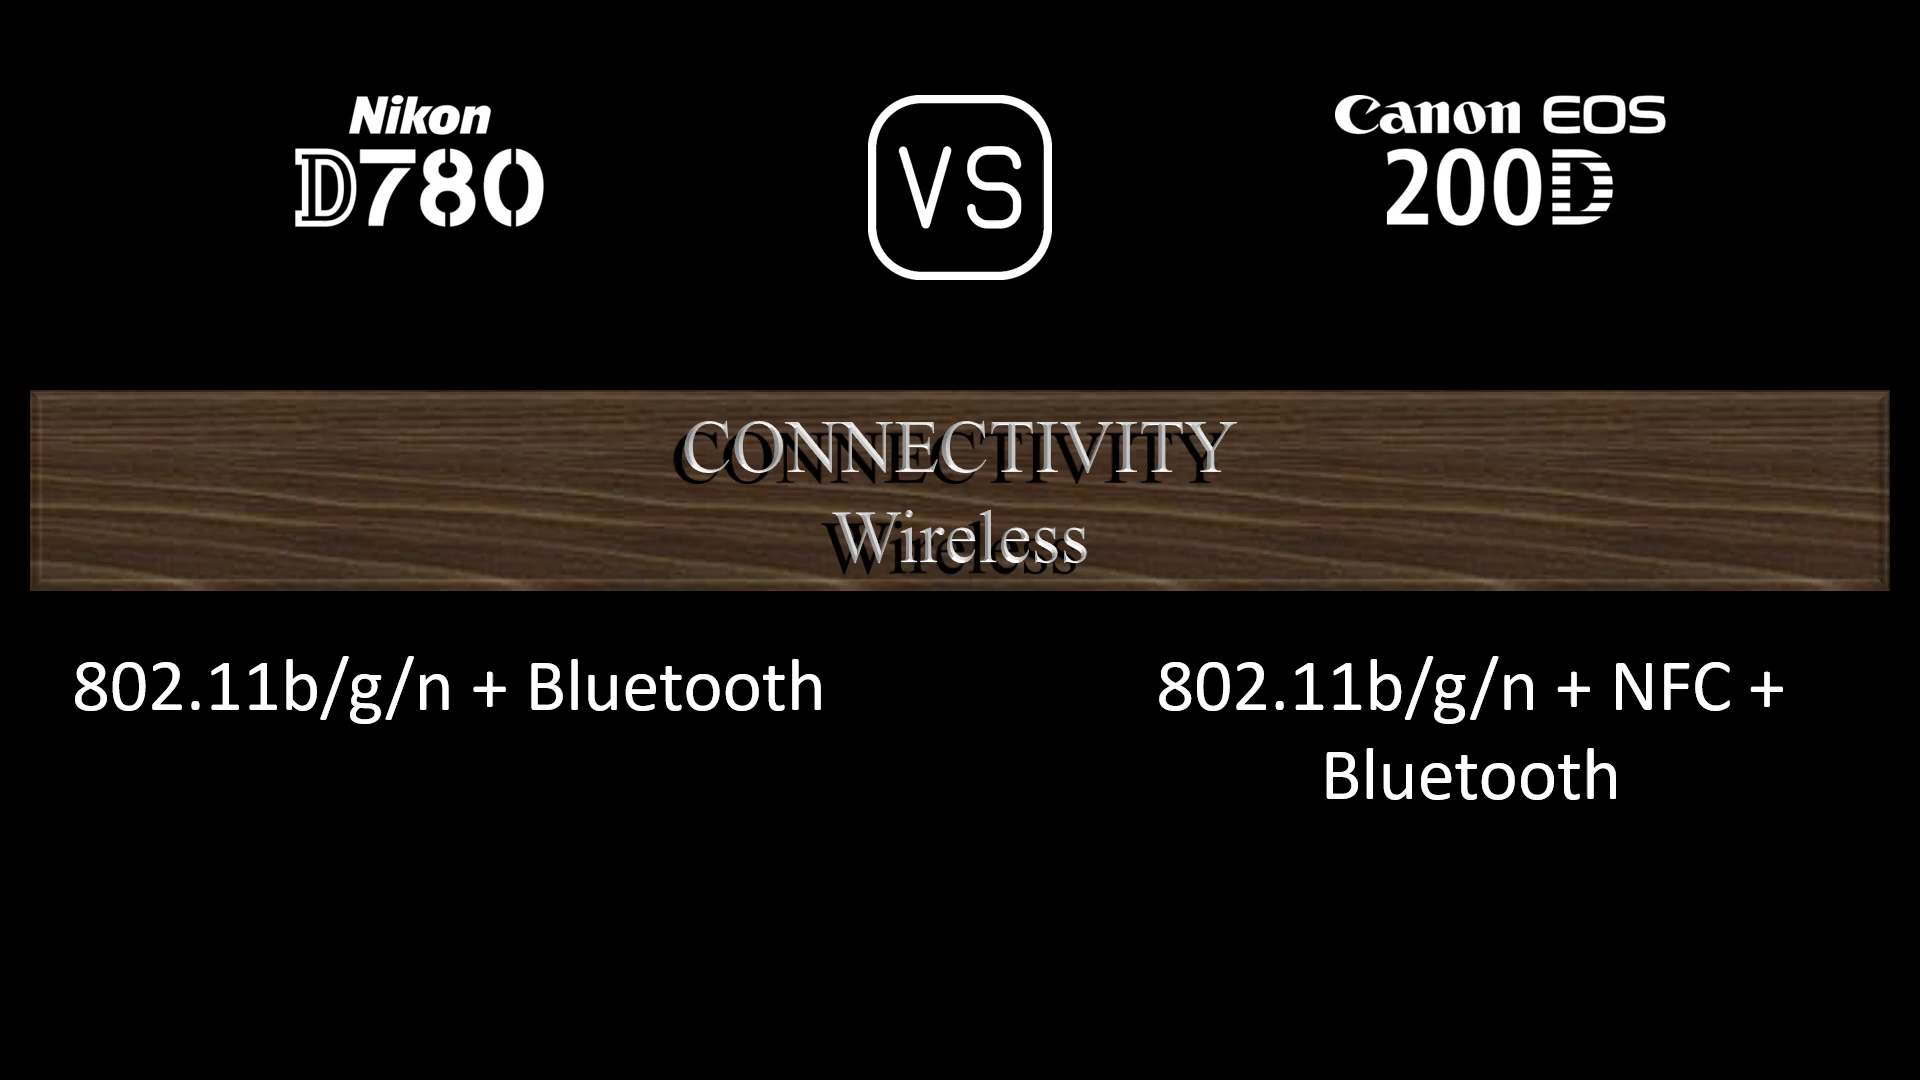 Nikon
D780
VS
Canon EOS
200D
CONNECTIVITY
Wireless
802.11b/g/n + Bluetooth
802.11b/g/n + NFC +
Bluetooth